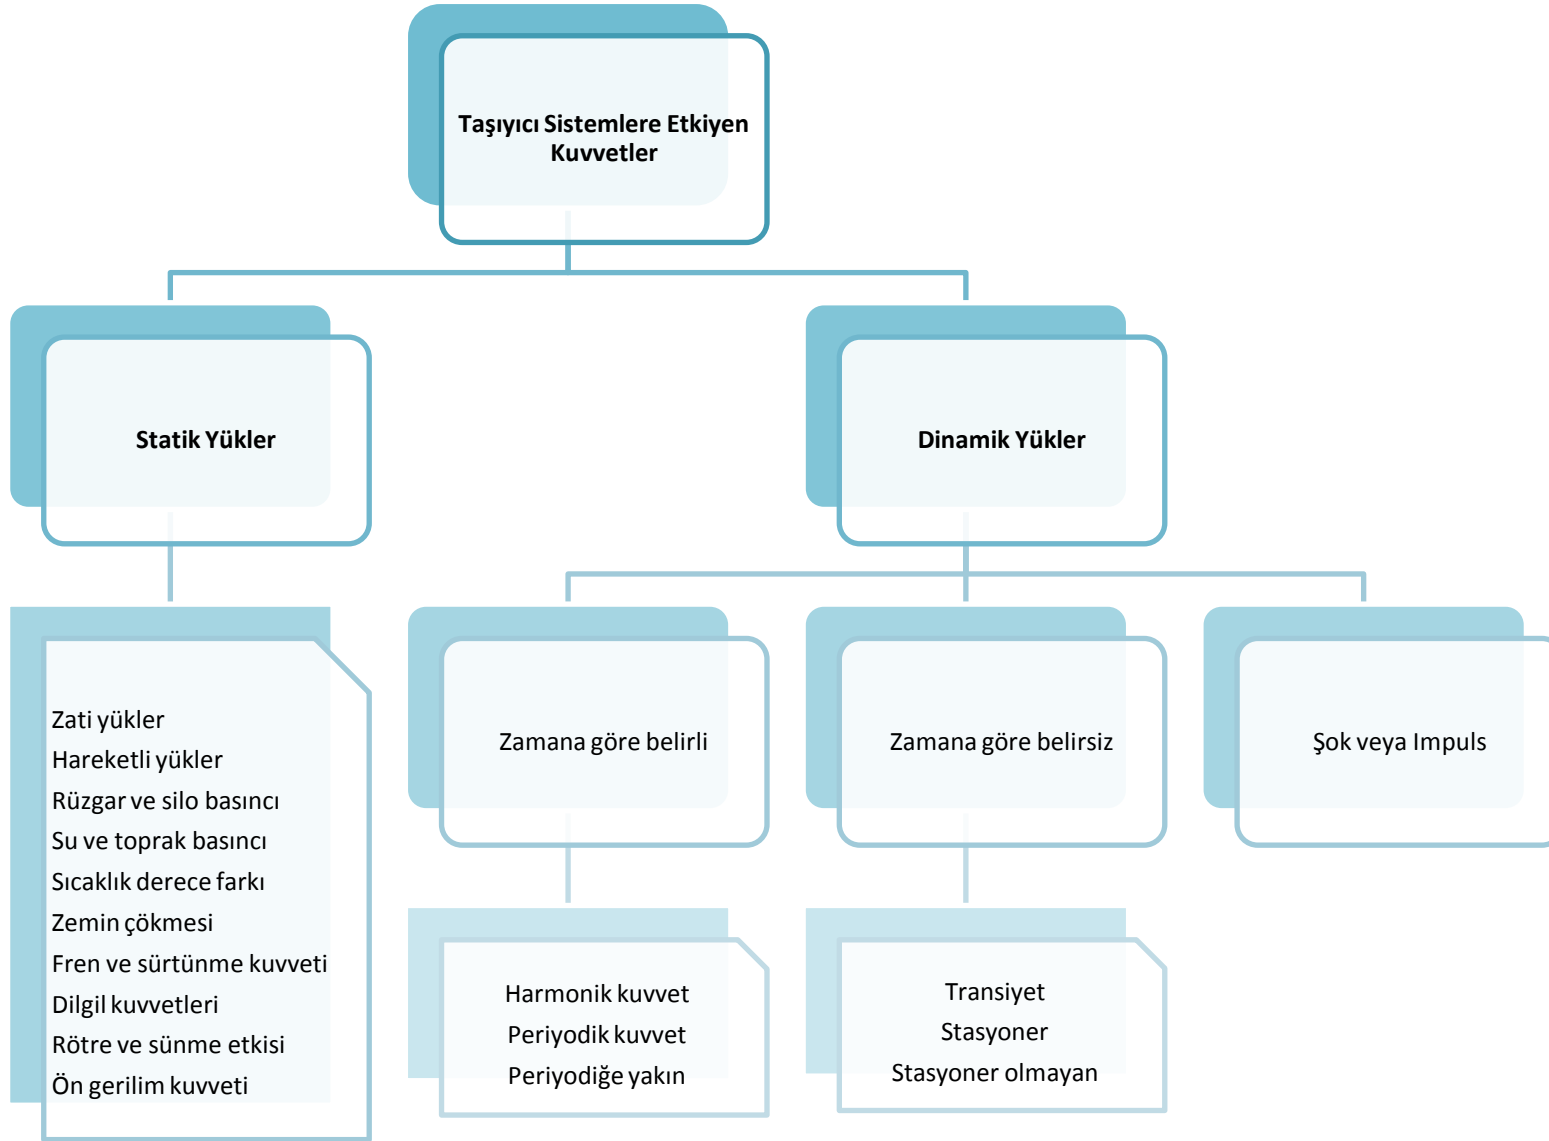 Taşıyıcı Sistemlere Etkiyen
Kuvvetler
Statik Yükler
Dinamik Yükler
Zati yükler
Hareketli yükler
Rüzgar ve silo basıncı
Su ve toprak basıncı
Sıcaklık derece farkı
Zemin çökmesi
Fren ve sürtünme kuvveti
Dilgil kuvvetleri
Rötre ve sünme etkisi
Ön gerilim kuvveti
Zamana göre belirli
Harmonik kuvvet
Periyodik kuvvet
Periyodiğe yakın
Zamana göre belirsiz
Transiyet
Stasyoner
Stasyoner olmayan
Şok veya Impuls